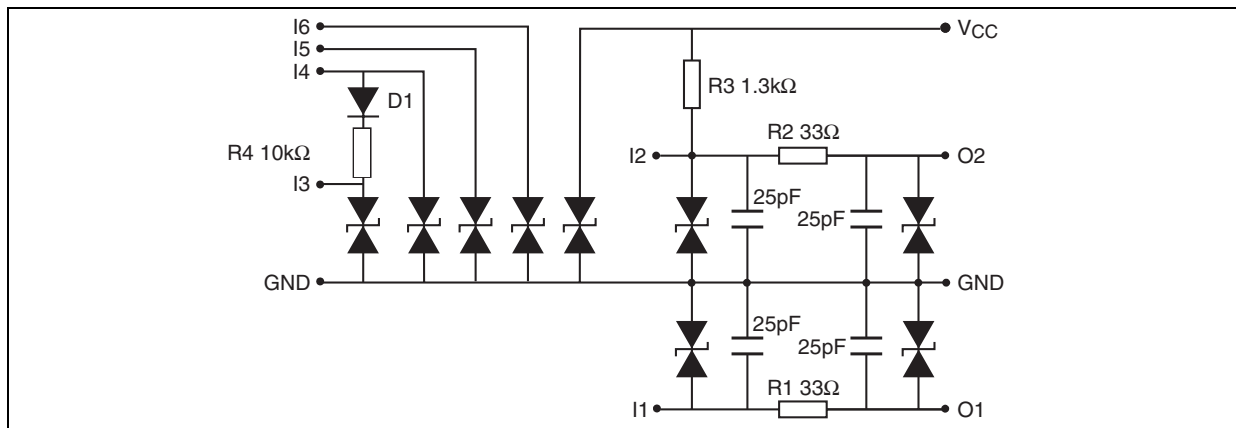 I6
I5
I4
VCC
D1
R3 1.3kΩ
R4 10kΩ
R2 33Ω
I3
I2
O2
25pF
25pF
GND
GND
25pF
25pF
R1 33Ω
I1
O1